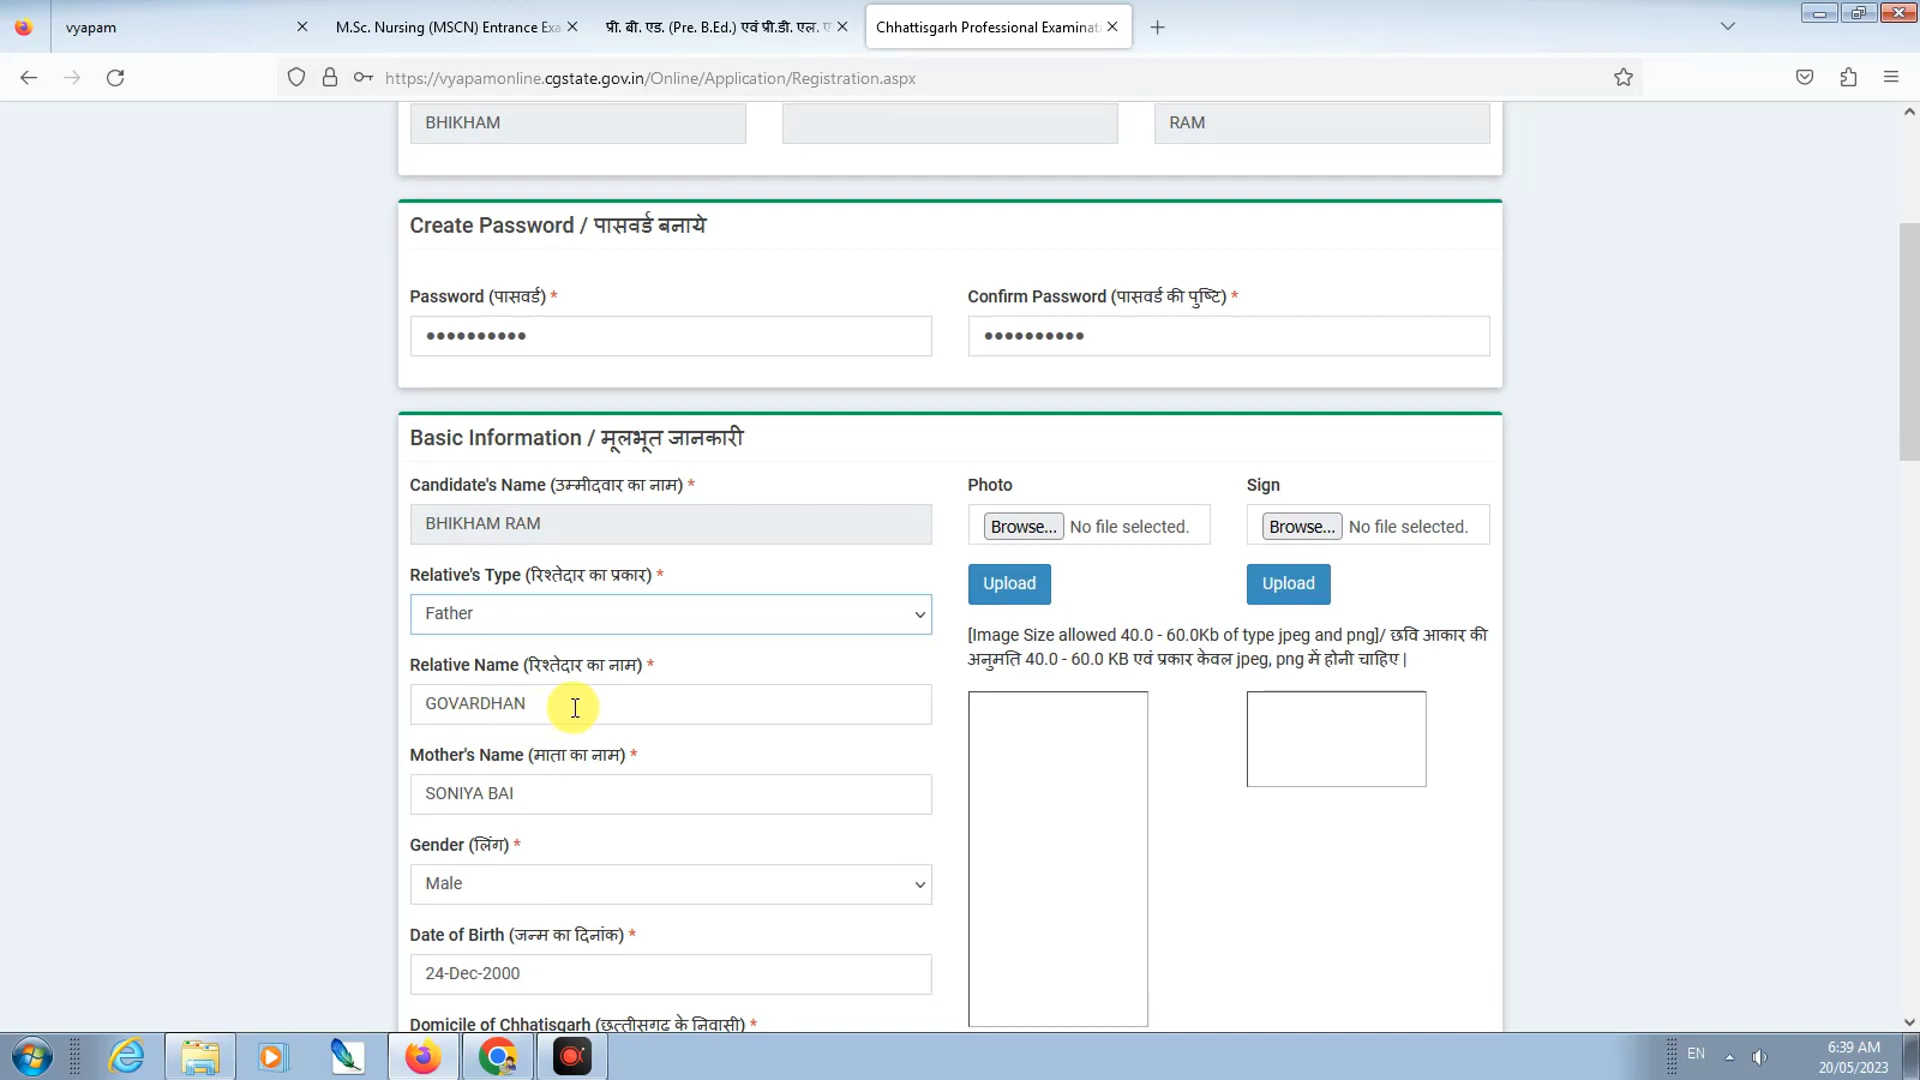 vyapam
M.Sc. Nursing (MSCN) Entrance Exa
प्री. बी. एड. (Pre. B.Ed.) एवं प्री.डी. एल. ए
Chhattisgarh Professional Examinati
https://vyapamonline.cgstate.gov.in/Online/Application/Registration.aspx
BHIKHAM
RAM
Create Password / पासवर्ड बनाये
Password (पासवर्ड) *
Confirm Password (पासवर्ड की पुष्टि) *
Basic Information / मूलभूत जानकारी
Candidate's Name (उम्मीदवार का नाम) *
BHIKHAM RAM
Photo
Sign
Browse... No file selected.
Browse... No file selected.
Relative's Type (रिश्तेदार का प्रकार) *
Father
Upload
Upload
[Image Size allowed 40.0 - 60.0Kb of type jpeg and png]/ छवि आकार की
अनुमति 40.0 - 60.0 KB एवं प्रकार केवल jpeg, png में होनी चाहिए |
Relative Name (रिश्तेदार का नाम) *
GOVARDHAN
Mother's Name (माता का नाम) *
SONIYA BAI
Gender (लिंग) *
Male
Date of Birth (जन्म का दिनांक) *
24-Dec-2000
Domicile of Chhatisgarh (छत्तीसगढ़ के निवासी) *
EN
6:39 AM
20/05/2023